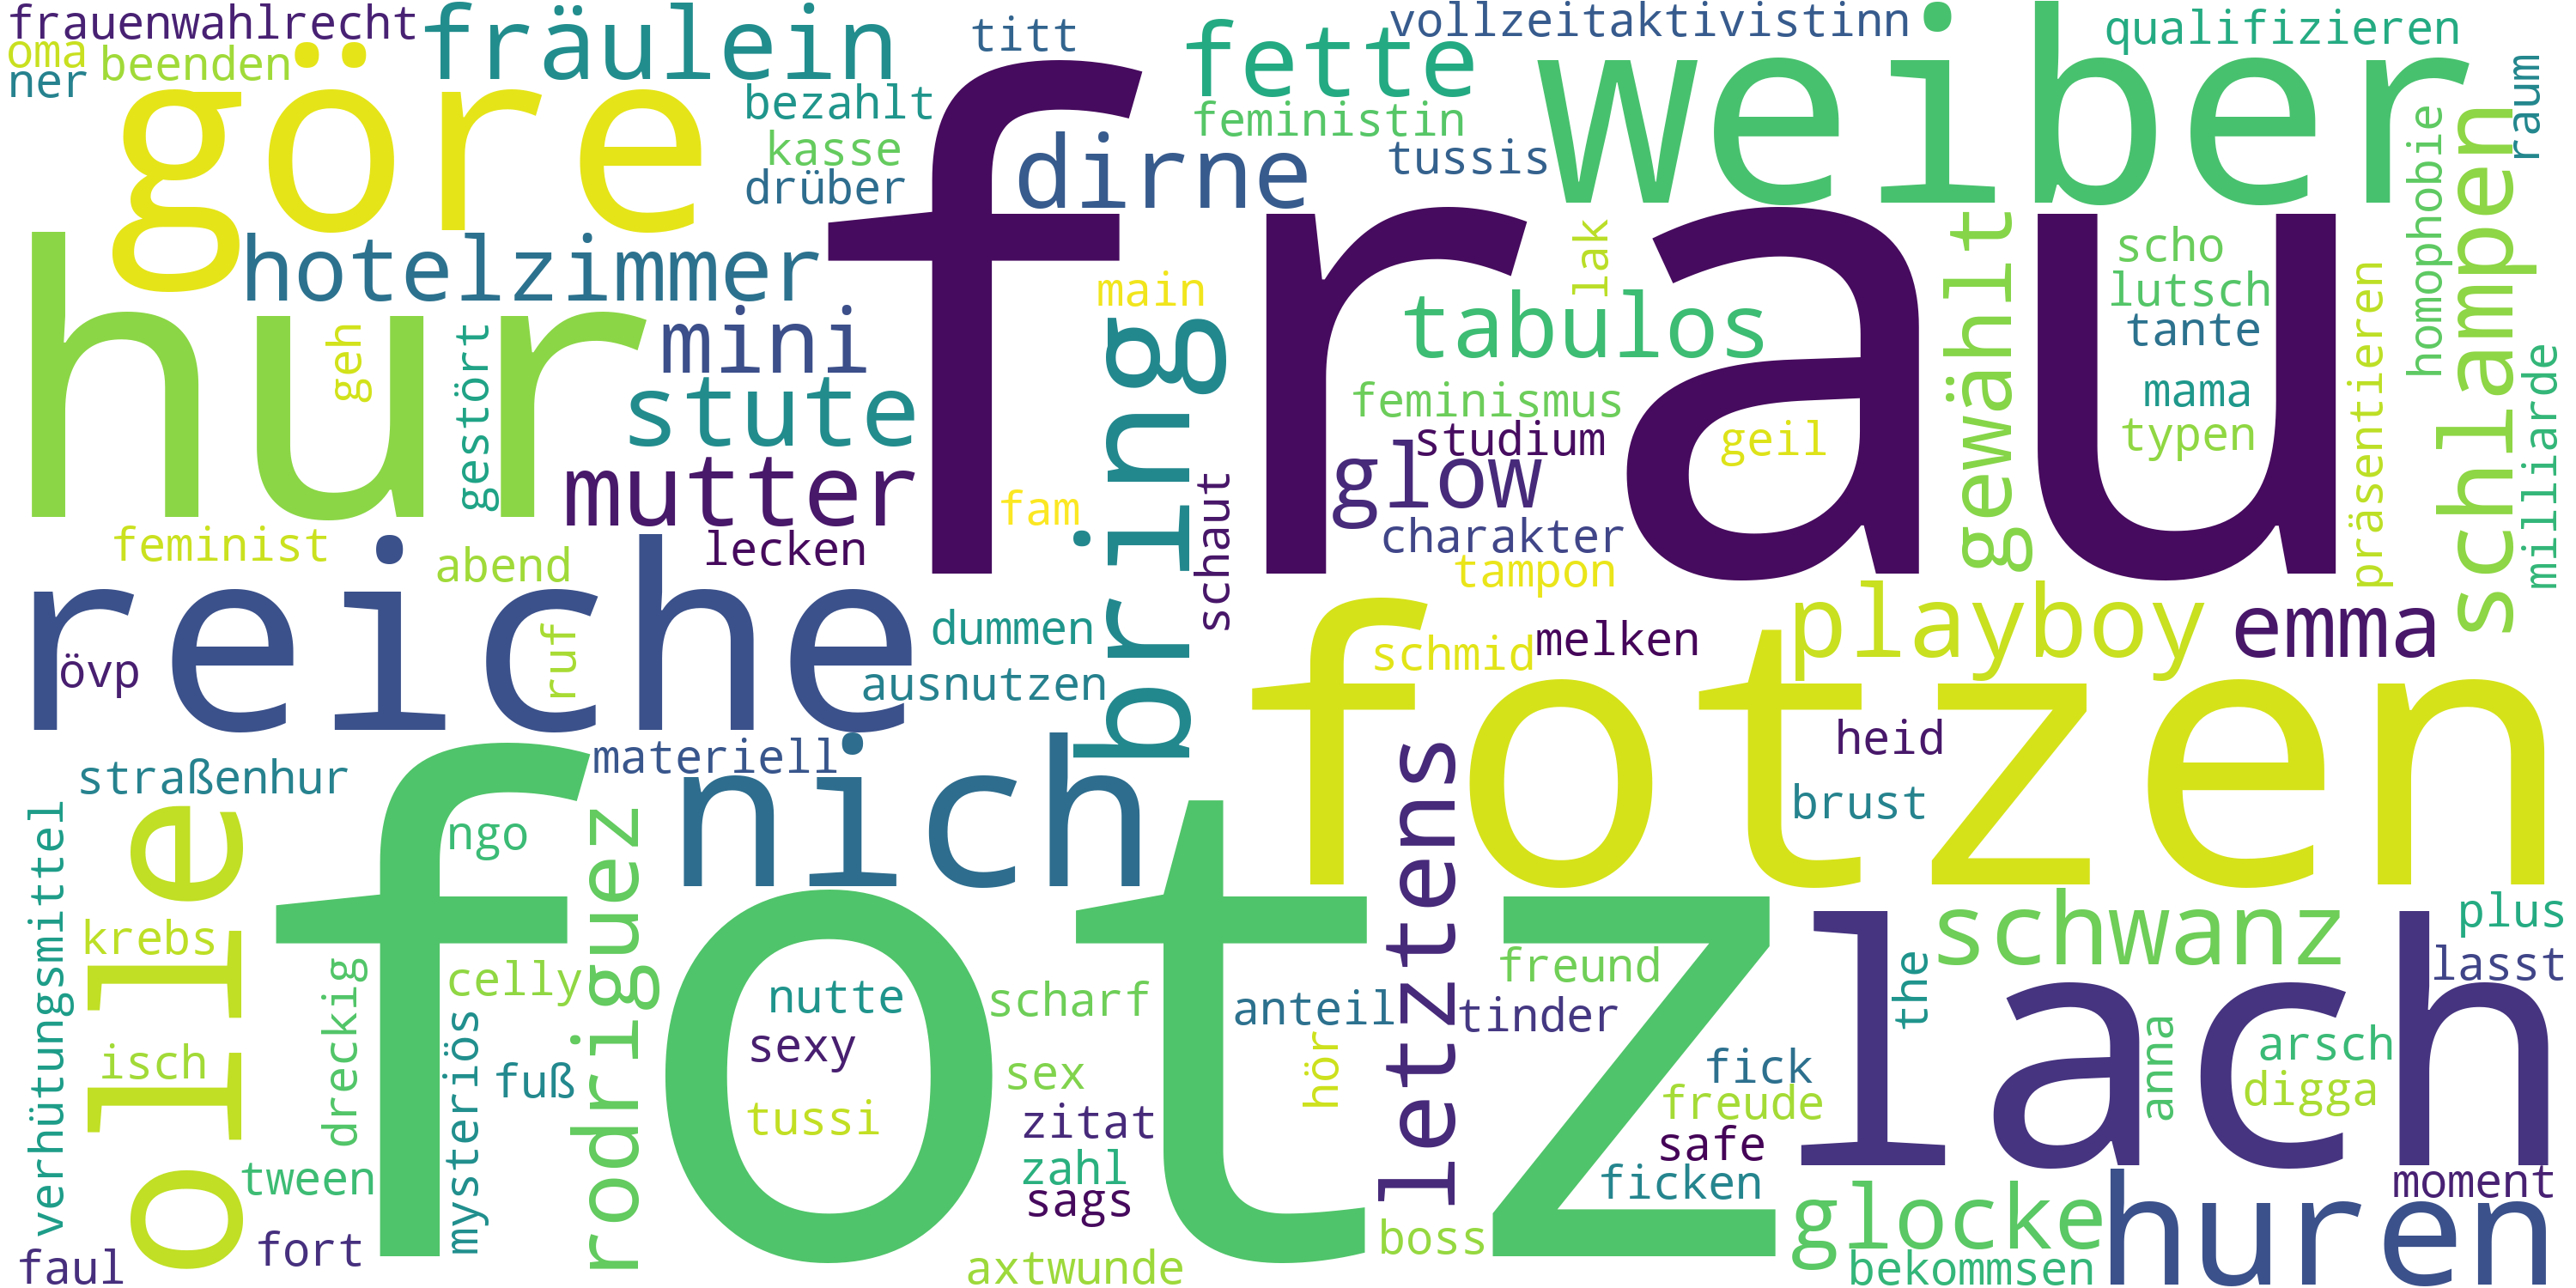 frauenwahlrecht
oma
beenden
ner
fräulein
titt
vollzeitaktivistinn
qualifizieren
göre
bezahlt
kasse
drüber
fette
feministin
dirne
tussis
weiber
raum
frau
hur
hotelzimmer
mini
geh
gestört
stute
mutter
main
bring
lak
tabulos
feminismus
studium
geil
glow
charakter
tampon
gewählt
scho
lutsch
tante
mama
typen
präsentieren
homophobie
schlampen
milliarde
feminist
abend
lecken
fam
schaut
reiche
övp
ruf
dummen
ausnutzen
schmid
melken
playboy
emma
fotzen
heid
brust
straßenhur
materiell
nich
letztens
olle
verhütungsmittel
ngo
rodriguez
fotz
krebs
celly
dreckig
isch
mysteriös
fuß
nutte
sexy
tussi
scharf
sex
zitat
zahl
sags
anteil
hör
freund
tinder
schwanz
plus
lasst
the
lach
fick
freude
safe
ficken
anna
arsch
digga
moment
tween
fort
faul
axtwunde
boss
glocke
bekommsen
huren